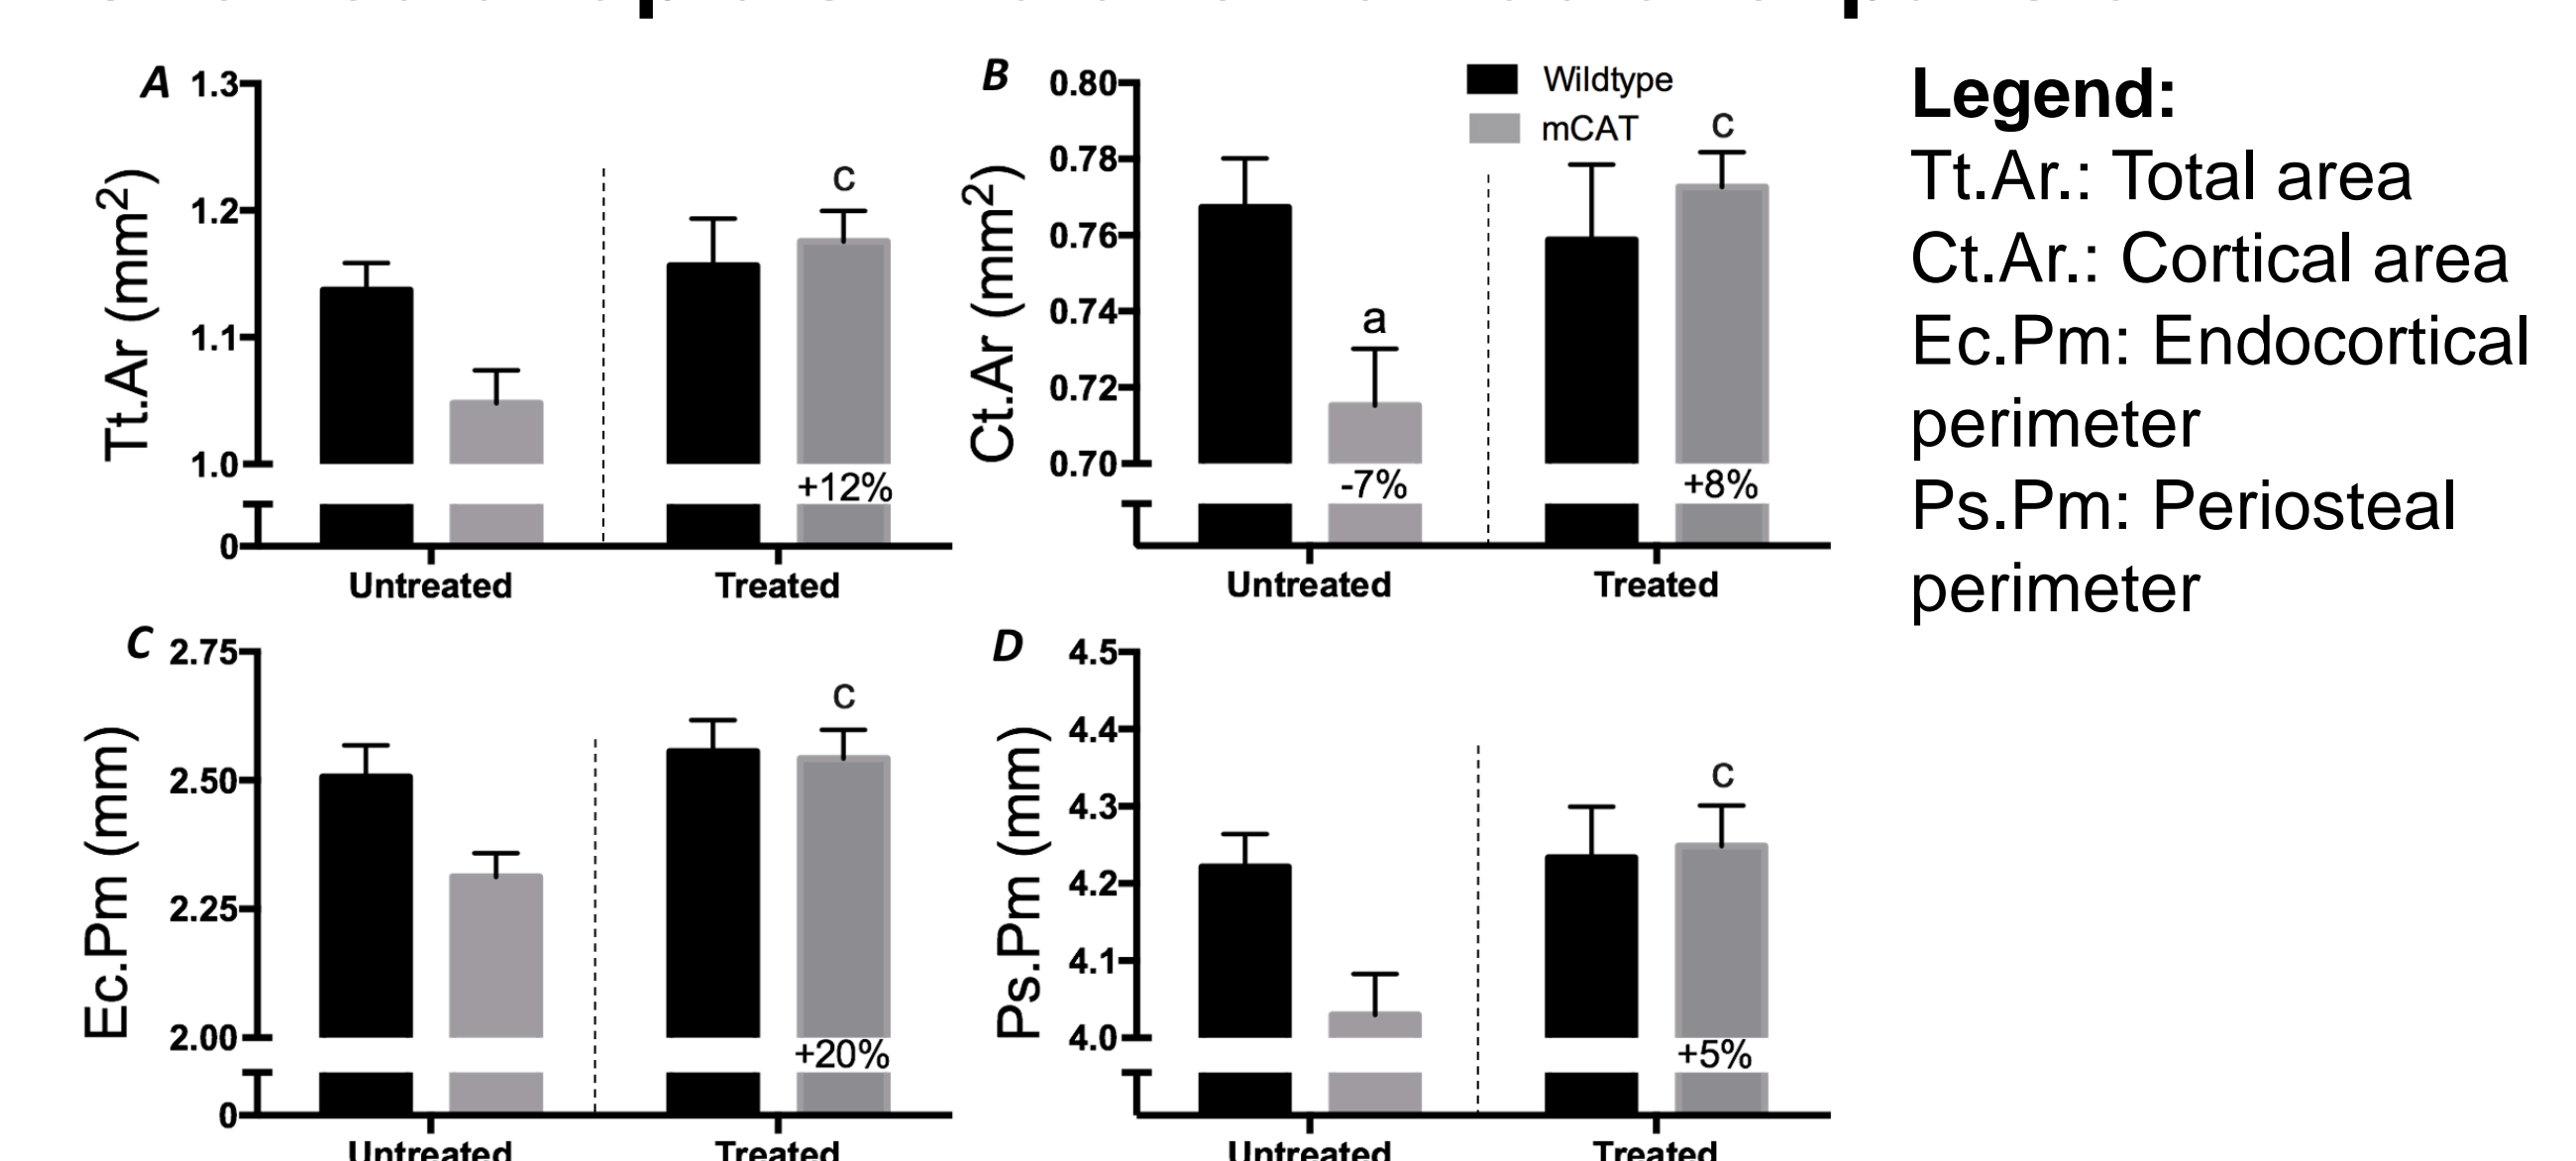 A
1.3
1.2
1.1
1.0
0
Tt.Ar (mm²)
c
+12%
Untreated Treated
B
0.80
0.78
0.76
0.74
0.72
0.70
Ct.Ar (mm²)
Wildtype
mCAT
a
c
-7%
+8%
Untreated Treated
Legend:
Tt.Ar.: Total area
Ct.Ar.: Cortical area
Ec.Pm: Endocortical
perimeter
Ps.Pm: Periosteal
perimeter
C
2.75
2.50
2.25
2.00
0
Ec.Pm (mm)
c
+20%
Untreated Treated
D
4.5
4.4
4.3
4.2
4.1
4.0
Ps.Pm (mm)
c
+5%
Untreated Treated